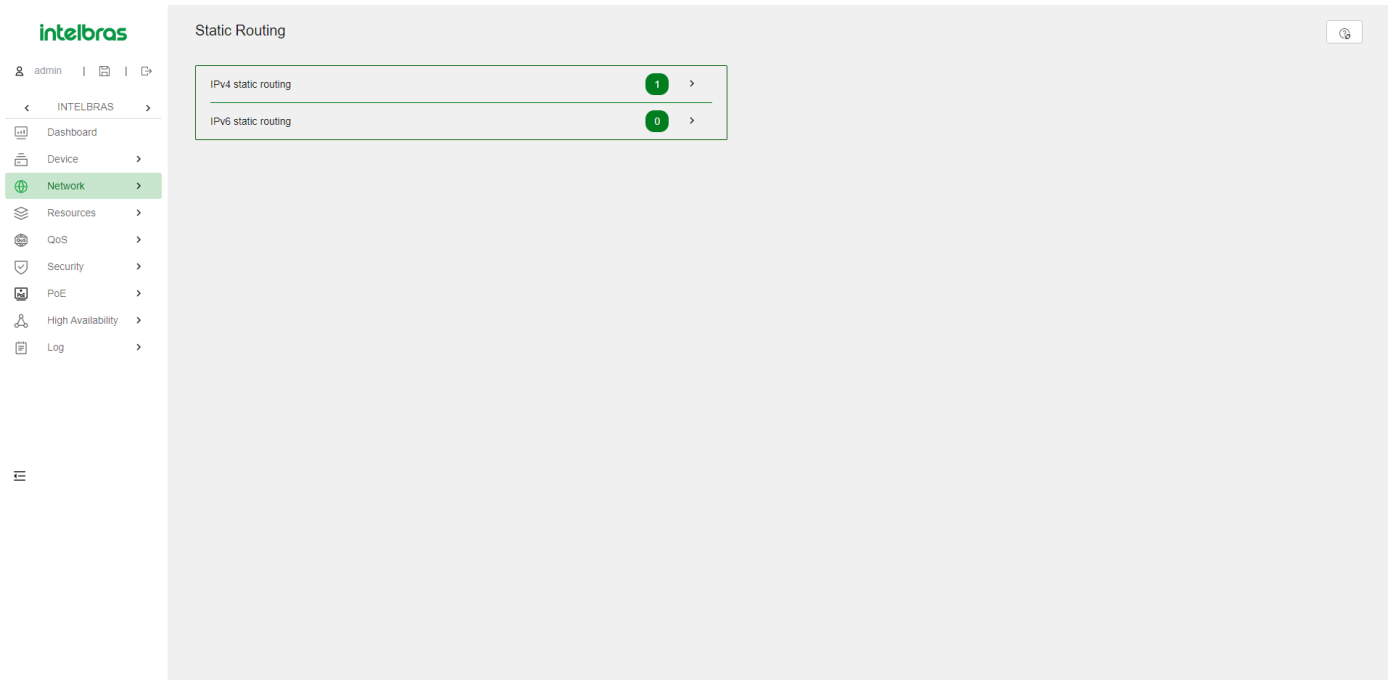 intelbras
admin | |
INTELBRAS
Dashboard
Device
Network
Resources
QoS
Security
PoE
High Availability
Log
Static Routing
IPv4 static routing 1
IPv6 static routing 0